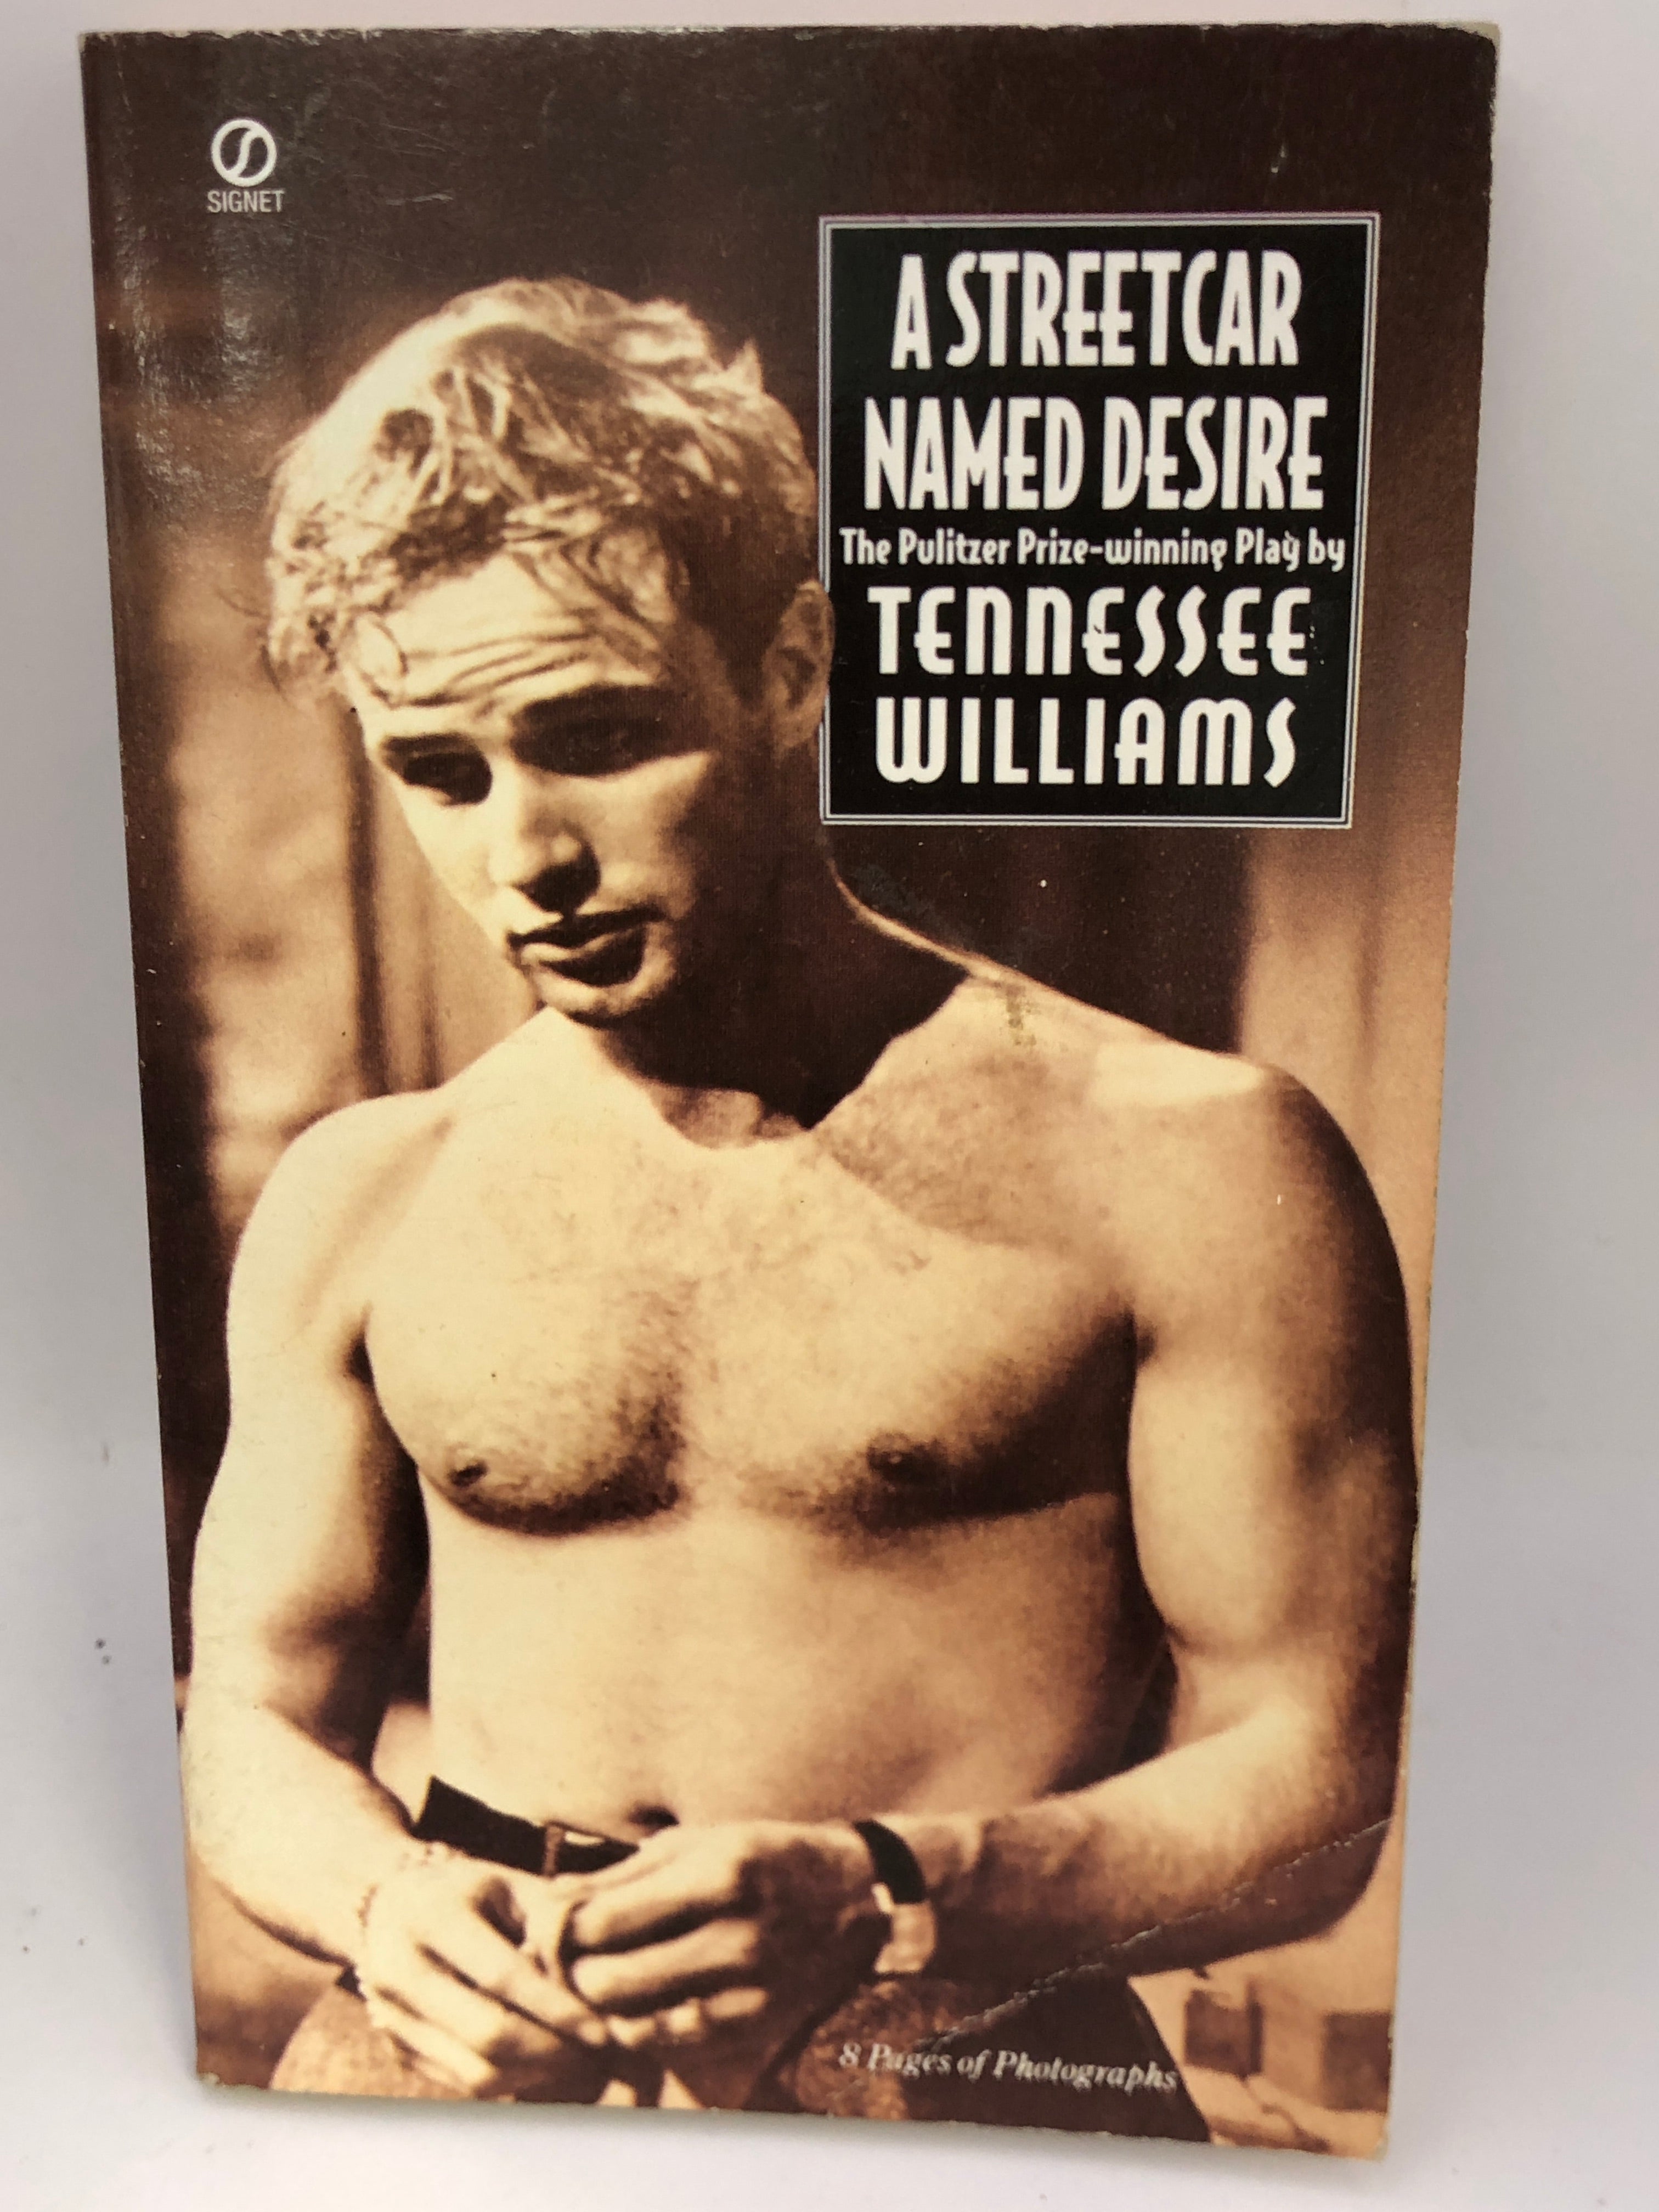 SIGNET
A STREETCAR
NAMED DESIRE
The Pulitzer Prize-winning Play by
TENNESSEE
WILLIAMS
8 Pages of Photographs